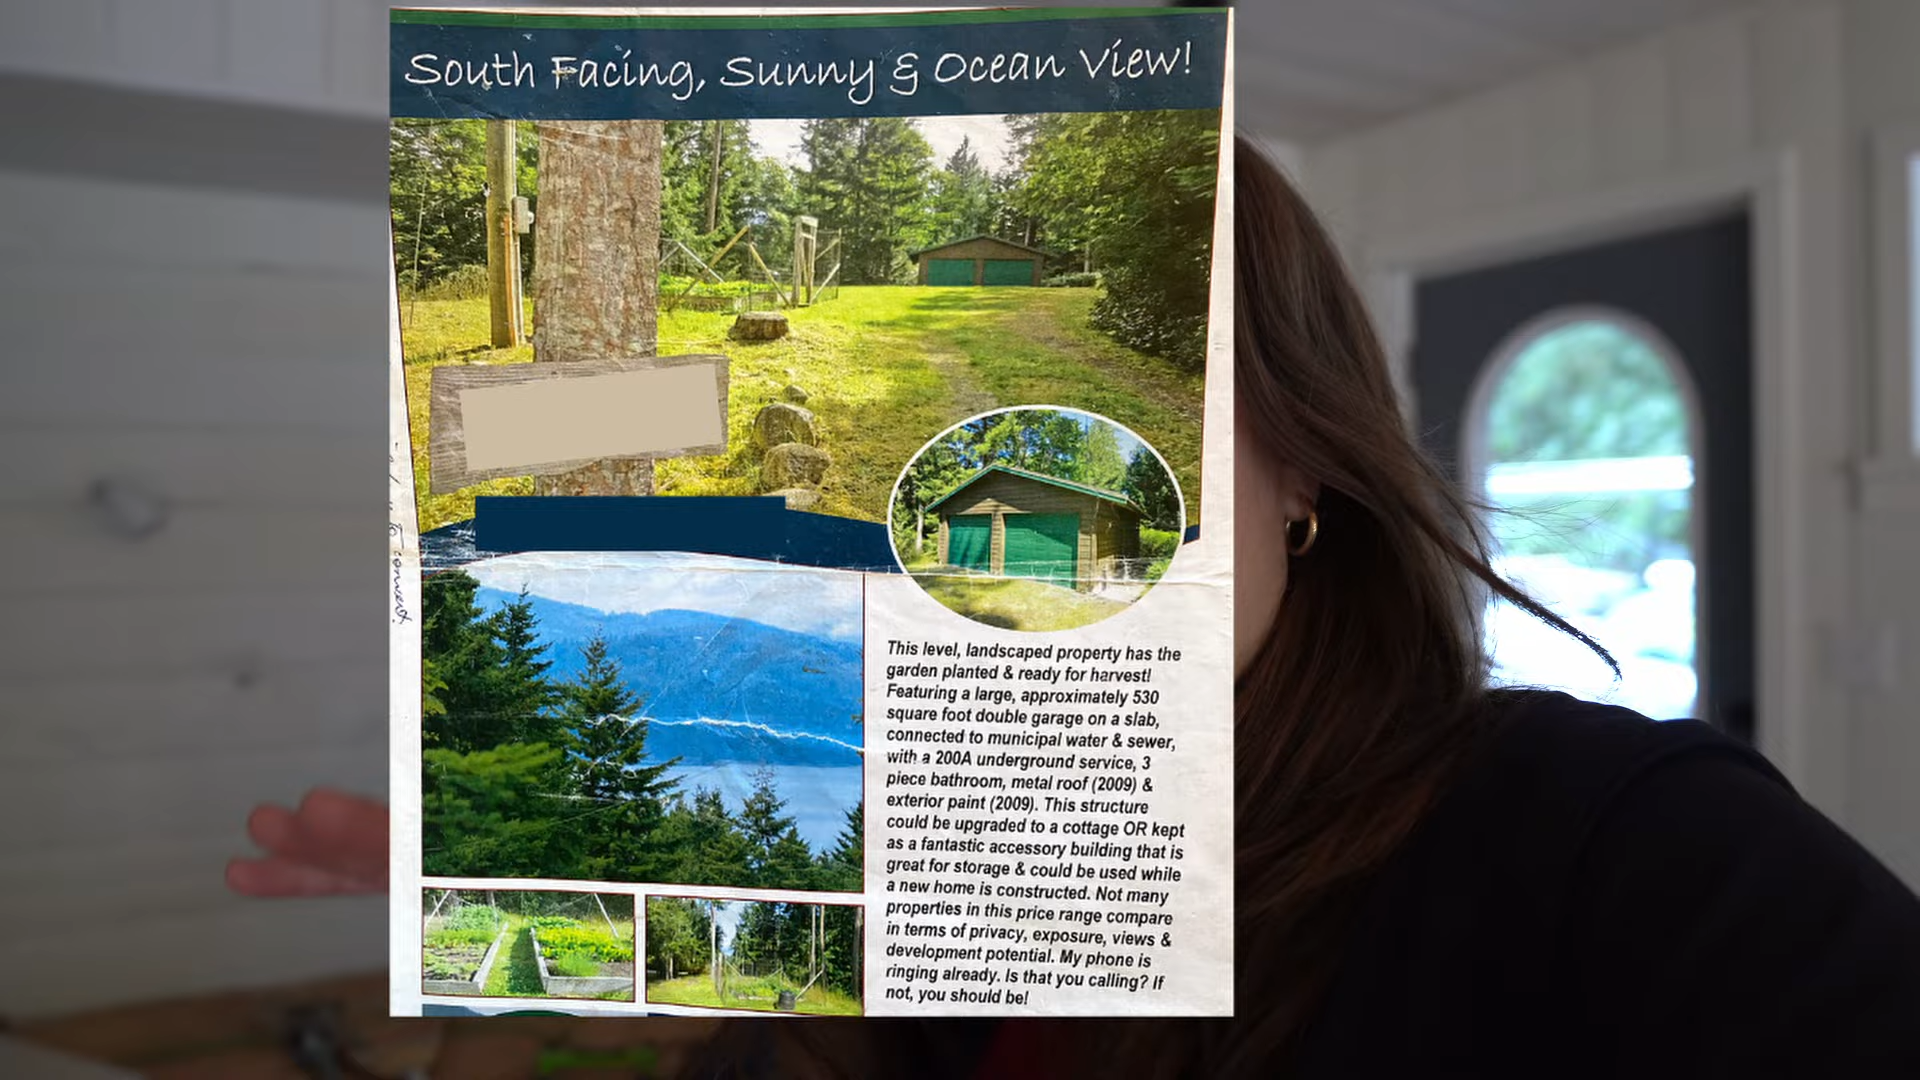 South Facing, Sunny & Ocean View!
This level, landscaped property has the
garden planted & ready for harvest!
Featuring a large, approximately 530
square foot double garage on a slab,
connected to municipal water & sewer,
with a 200A underground service, 3
piece bathroom, metal roof (2009) &
exterior paint (2009). This structure
could be upgraded to a cottage OR kept
as a fantastic accessory building that is
great for storage & could be used while
a new home is constructed. Not many
properties in this price range compare
in terms of privacy, exposure, views &
development potential. My phone is
ringing already. Is that you calling? If
not, you should be!
to convert.